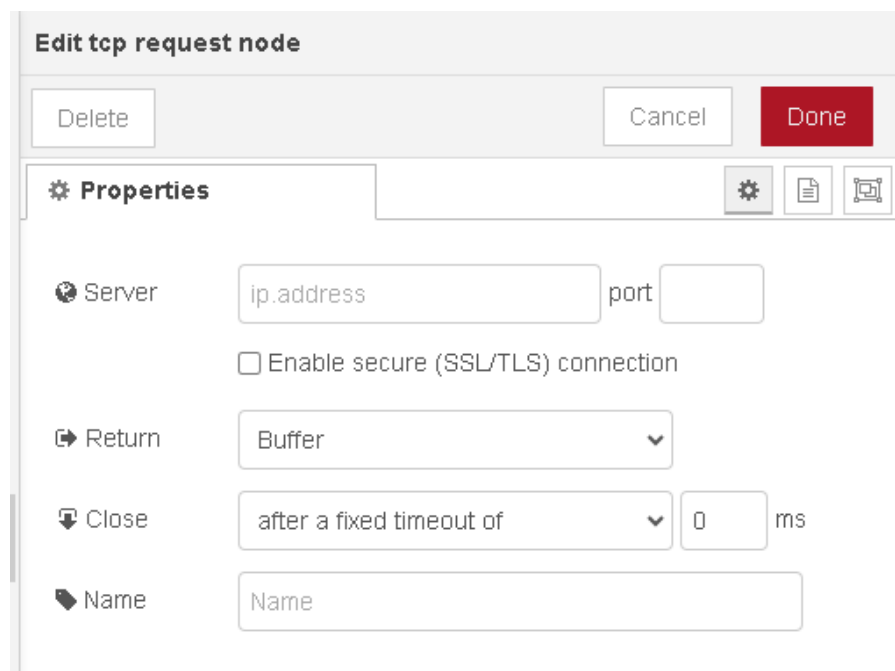 Edit tcp request node
Delete Cancel Done
Properties
Server ip.address port
Enable secure (SSL/TLS) connection
Return Buffer
Close after a fixed timeout of 0 ms
Name Name